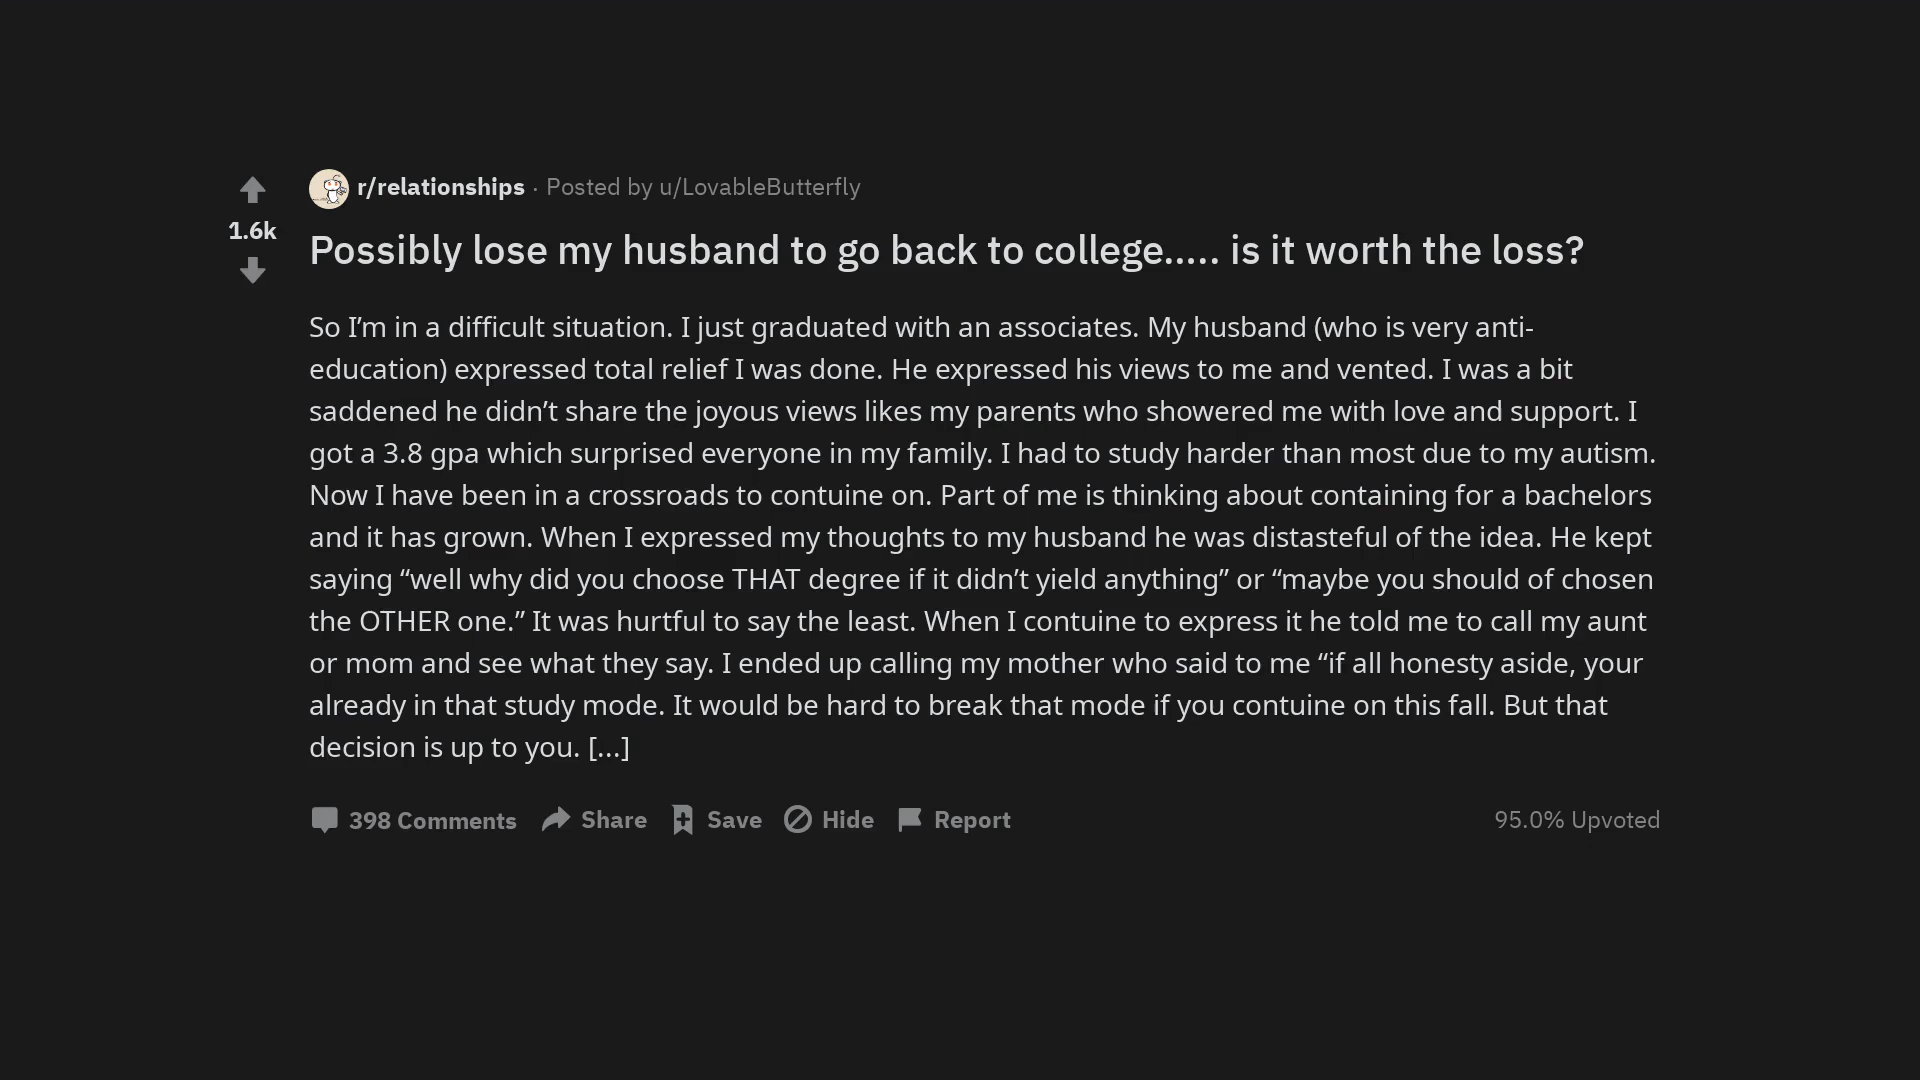 r/relationships · Posted by u/LovableButterfly
1.6k
Possibly lose my husband to go back to college..... is it worth the loss?
So I’m in a difficult situation. I just graduated with an associates. My husband (who is very anti-
education) expressed total relief I was done. He expressed his views to me and vented. I was a bit
saddened he didn’t share the joyous views likes my parents who showered me with love and support. I
got a 3.8 gpa which surprised everyone in my family. I had to study harder than most due to my autism.
Now I have been in a crossroads to contuine on. Part of me is thinking about containing for a bachelors
and it has grown. When I expressed my thoughts to my husband he was distasteful of the idea. He kept
saying “well why did you choose THAT degree if it didn’t yield anything” or “maybe you should of chosen
the OTHER one.” It was hurtful to say the least. When I contuine to express it he told me to call my aunt
or mom and see what they say. I ended up calling my mother who said to me “if all honesty aside, your
already in that study mode. It would be hard to break that mode if you contuine on this fall. But that
decision is up to you. [...]
398 Comments Share Save Hide Report 95.0% Upvoted